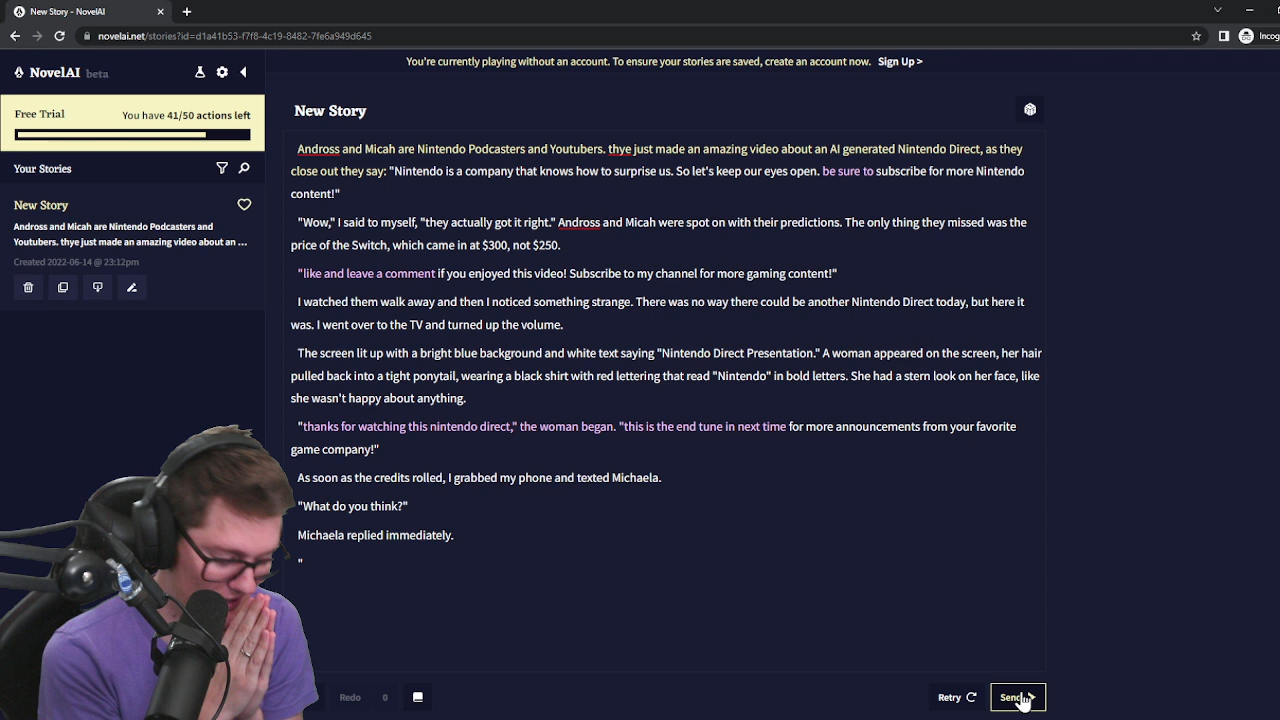 New Story - NovelAI
novelai.net/stories?id=d1a41b53-f7f8-4c19-8482-7fe6a949d645
Incog
NovelAI beta
You're currently playing without an account. To ensure your stories are saved, create an account now. Sign Up >
Free Trial
You have 41/50 actions left
Your Stories
New Story
Andross and Micah are Nintendo Podcasters and
Youtubers. thye just made an amazing video about an ...
Created 2022-06-14 @ 23:12pm
New Story
Andross and Micah are Nintendo Podcasters and Youtubers. thye just made an amazing video about an AI generated Nintendo Direct, as they
close out they say: "Nintendo is a company that knows how to surprise us. So let's keep our eyes open. be sure to subscribe for more Nintendo
content!"
"Wow," I said to myself, "they actually got it right." Andross and Micah were spot on with their predictions. The only thing they missed was the
price of the Switch, which came in at $300, not $250.
"like and leave a comment if you enjoyed this video! Subscribe to my channel for more gaming content!"
I watched them walk away and then I noticed something strange. There was no way there could be another Nintendo Direct today, but here it
was. I went over to the TV and turned up the volume.
The screen lit up with a bright blue background and white text saying "Nintendo Direct Presentation." A woman appeared on the screen, her hair
pulled back into a tight ponytail, wearing a black shirt with red lettering that read "Nintendo" in bold letters. She had a stern look on her face, like
she wasn't happy about anything.
"thanks for watching this nintendo direct," the woman began. "this is the end tune in next time for more announcements from your favorite
game company!"
As soon as the credits rolled, I grabbed my phone and texted Michaela.
"What do you think?"
Michaela replied immediately.
"
Redo 0
Retry
Send